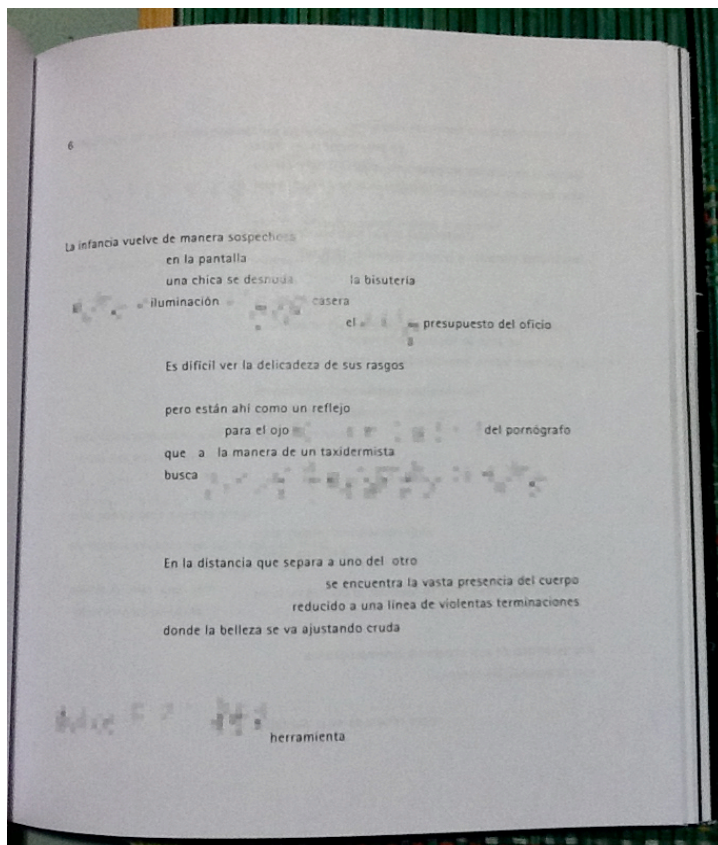 6
La infancia vuelve de manera sospechosa
en la pantalla
una chica se desnuda la bisutería
iluminación casera
el presupuesto del oficio
Es difícil ver la delicadeza de sus rasgos
pero están ahí como un reflejo
para el ojo del pornógrafo
que a la manera de un taxidermista
busca
En la distancia que separa a uno del otro
se encuentra la vasta presencia del cuerpo
reducido a una línea de violentas terminaciones
donde la belleza se va ajustando cruda
herramienta